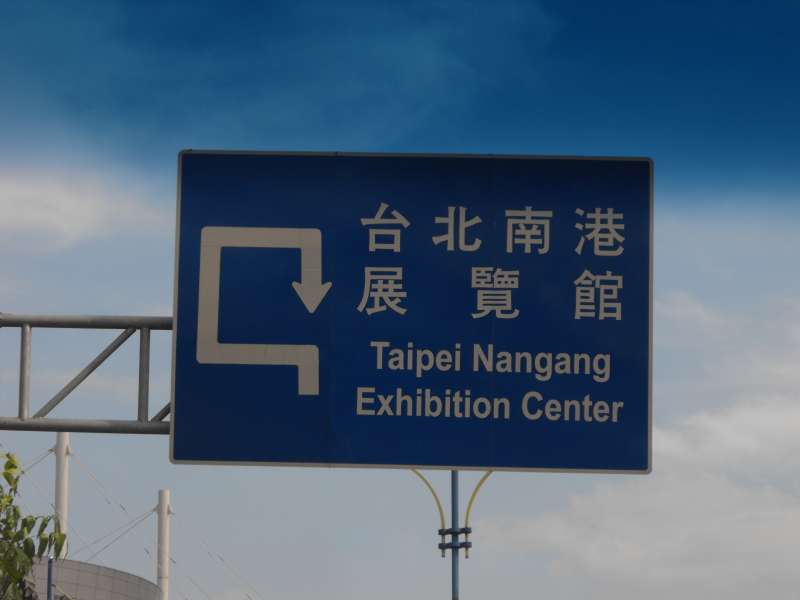 台北南港
展覽館
Taipei Nangang
Exhibition Center